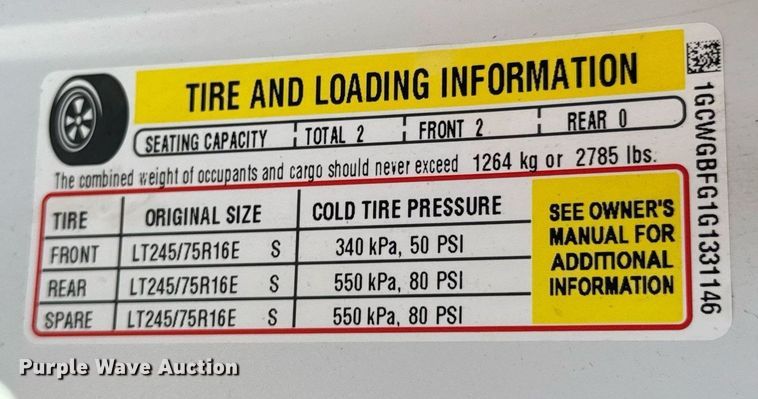 TIRE AND LOADING INFORMATION
SEATING CAPACITY TOTAL 2 FRONT 2 REAR 0
The combined weight of occupants and cargo should never exceed 1264 kg or 2785 lbs.
TIRE ORIGINAL SIZE COLD TIRE PRESSURE
FRONT LT245/75R16E S 340 kPa, 50 PSI
REAR LT245/75R16E S 550 kPa, 80 PSI
SPARE LT245/75R16E S 550 kPa, 80 PSI
SEE OWNER'S
MANUAL FOR
ADDITIONAL
INFORMATION
1GCWGBFG1G1331146
Purple Wave Auction